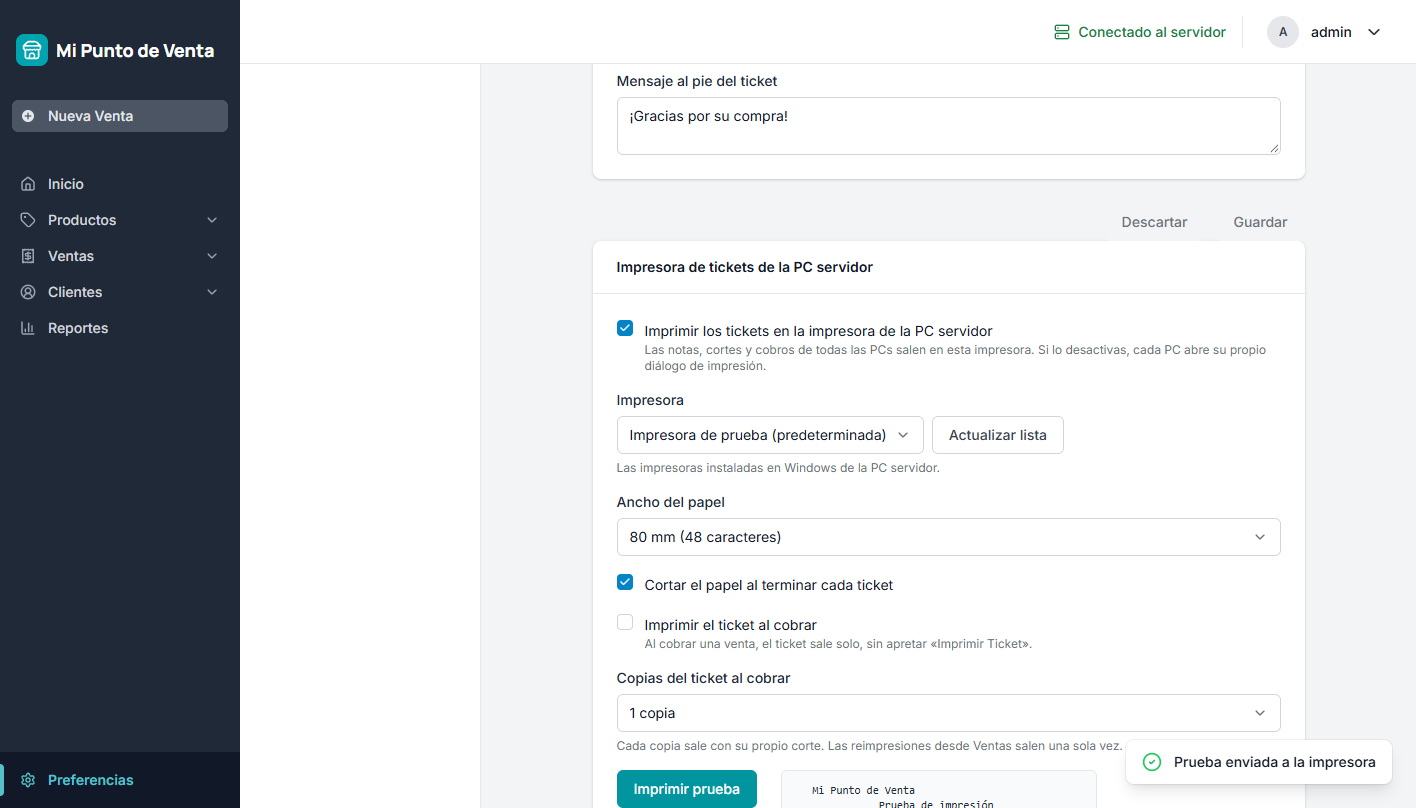 Mi Punto de Venta
Conectado al servidor
A
admin
Nueva Venta
Inicio
Productos
Ventas
Clientes
Reportes
Preferencias
Mensaje al pie del ticket
¡Gracias por su compra!
Descartar
Guardar
Impresora de tickets de la PC servidor
Imprimir los tickets en la impresora de la PC servidor
Las notas, cortes y cobros de todas las PCs salen en esta impresora. Si lo desactivas, cada PC abre su propio
diálogo de impresión.
Impresora
Impresora de prueba (predeterminada)
Actualizar lista
Las impresoras instaladas en Windows de la PC servidor.
Ancho del papel
80 mm (48 caracteres)
Cortar el papel al terminar cada ticket
Imprimir el ticket al cobrar
Al cobrar una venta, el ticket sale solo, sin apretar «Imprimir Ticket».
Copias del ticket al cobrar
1 copia
Cada copia sale con su propio corte. Las reimpresiones desde Ventas salen una sola vez.
Prueba enviada a la impresora
Imprimir prueba
Mi Punto de Venta
Prueba de impresión